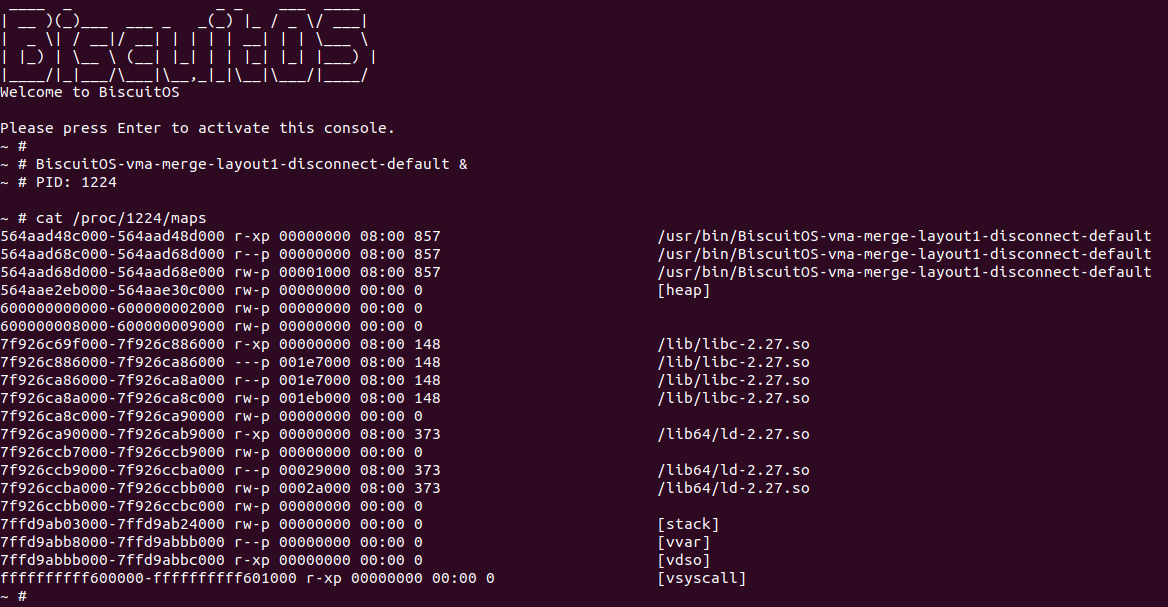 ____  _                _ _    ___  ____
| __ )(_)___  ___ _   _(_) |_ / _ \/ ___|
|  _ \| / __|/ __| | | | | __| | | \___ \
| |_) | \__ \ (__| |_| | | |_| |_| |___) |
|____/|_|___/\___|\__,_|_|\__|\___/|____/
Welcome to BiscuitOS
Please press Enter to activate this console.
~ #
~ # BiscuitOS-vma-merge-layout1-disconnect-default &
~ # PID: 1224
~ # cat /proc/1224/maps
564aad48c000-564aad48d000 r-xp 00000000 08:00 857 /usr/bin/BiscuitOS-vma-merge-layout1-disconnect-default
564aad68c000-564aad68d000 r--p 00000000 08:00 857 /usr/bin/BiscuitOS-vma-merge-layout1-disconnect-default
564aad68d000-564aad68e000 rw-p 00001000 08:00 857 /usr/bin/BiscuitOS-vma-merge-layout1-disconnect-default
564aae2eb000-564aae30c000 rw-p 00000000 00:00 0 [heap]
600000000000-600000002000 rw-p 00000000 00:00 0
600000008000-600000009000 rw-p 00000000 00:00 0
7f926c69f000-7f926c886000 r-xp 00000000 08:00 148 /lib/libc-2.27.so
7f926c886000-7f926ca86000 ---p 001e7000 08:00 148 /lib/libc-2.27.so
7f926ca86000-7f926ca8a000 r--p 001e7000 08:00 148 /lib/libc-2.27.so
7f926ca8a000-7f926ca8c000 rw-p 001eb000 08:00 148 /lib/libc-2.27.so
7f926ca8c000-7f926ca90000 rw-p 00000000 00:00 0
7f926ca90000-7f926cab9000 r-xp 00000000 08:00 373 /lib64/ld-2.27.so
7f926ccb7000-7f926ccb9000 rw-p 00000000 00:00 0
7f926ccb9000-7f926ccba000 r--p 00029000 08:00 373 /lib64/ld-2.27.so
7f926ccba000-7f926ccbb000 rw-p 0002a000 08:00 373 /lib64/ld-2.27.so
7f926ccbb000-7f926ccbc000 rw-p 00000000 00:00 0
7ffd9ab03000-7ffd9ab24000 rw-p 00000000 00:00 0 [stack]
7ffd9abb8000-7ffd9abbb000 r--p 00000000 00:00 0 [vvar]
7ffd9abbb000-7ffd9abbc000 r-xp 00000000 00:00 0 [vdso]
ffffffffff600000-ffffffffff601000 r-xp 00000000 00:00 0 [vsyscall]
~ #